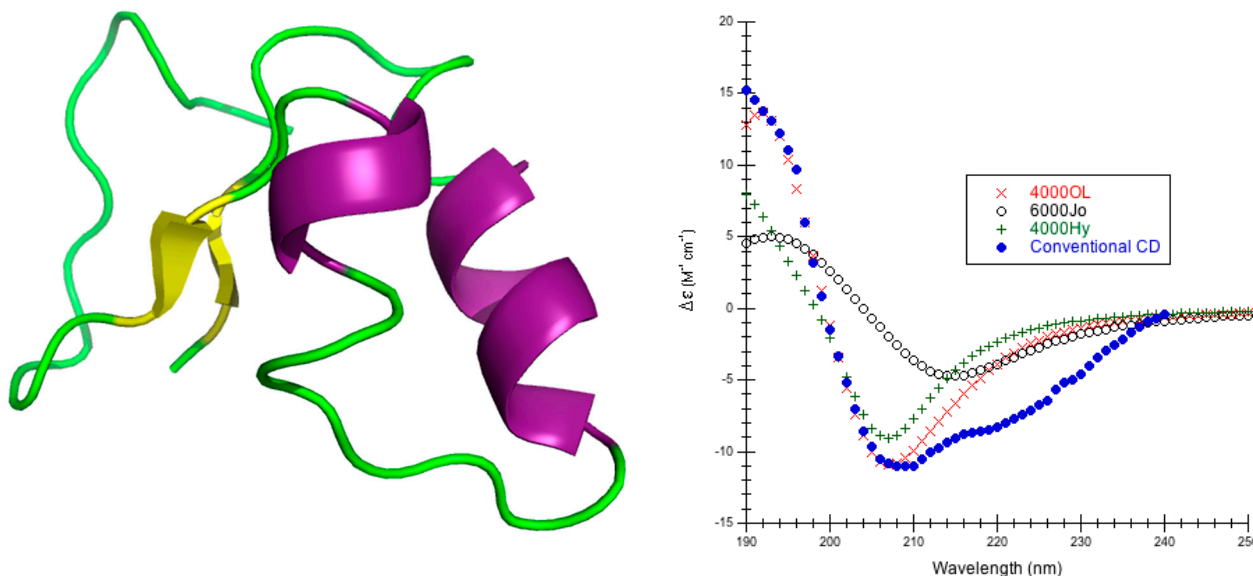 20
15
10
5
0
-5
-10
-15
Δε (M⁻¹ cm⁻¹)
4000OL
6000Jo
4000Hy
Conventional CD
190 200 210 220 230 240 250
Wavelength (nm)